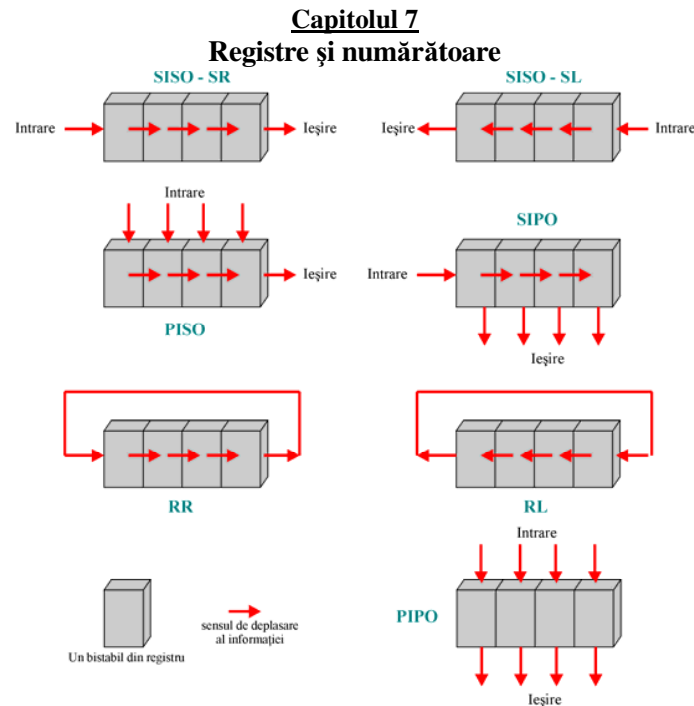 Capitolul 7
Registre şi numărătoare
SISO - SR
SISO - SL
Intrare
Ieşire
Ieşire
Intrare
Intrare
SIPO
Intrare
Ieşire
PISO
Ieşire
RR
RL
Intrare
PIPO
sensul de deplasare
al informaţiei
Un bistabil din registru
Ieşire